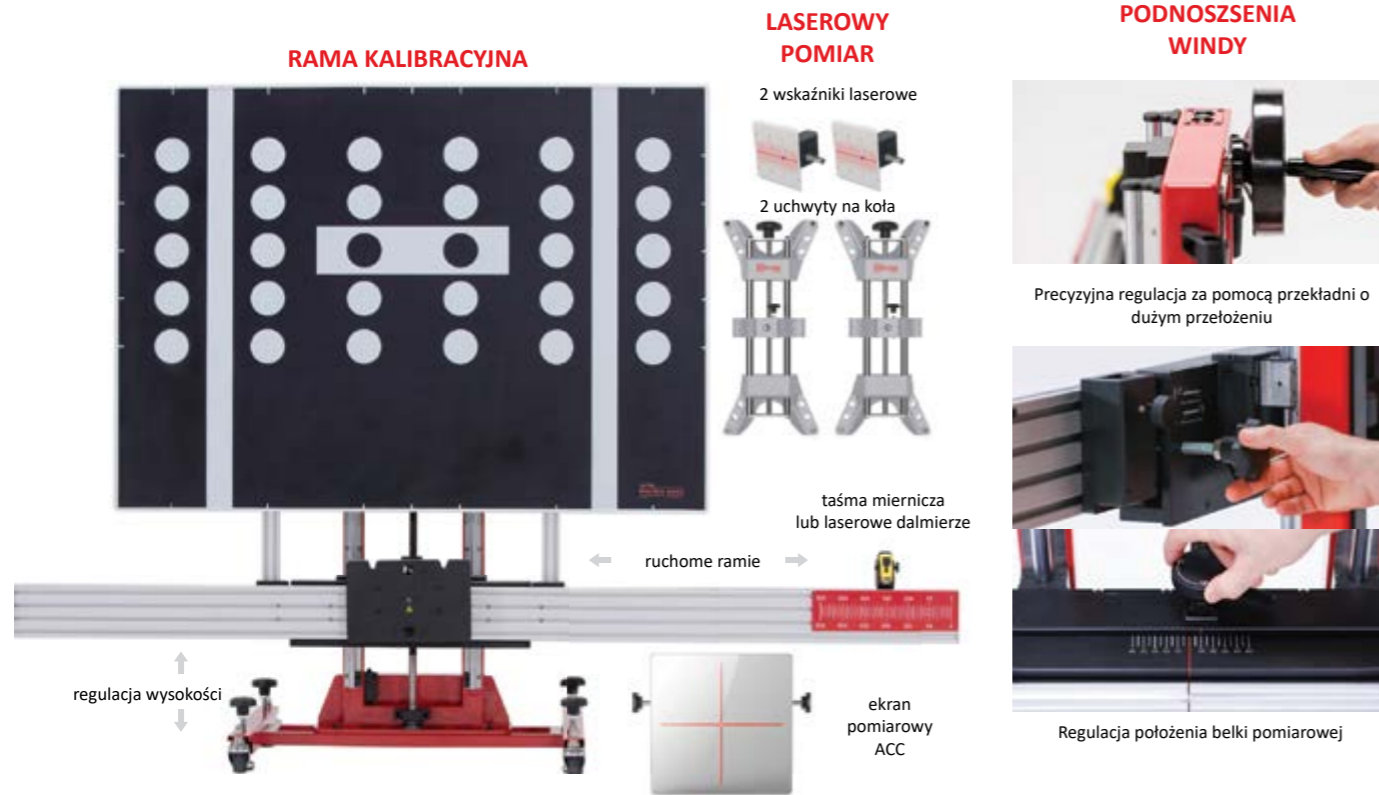 RAMA KALIBRACYJNA
LASEROWY
POMIAR
2 wskaźniki laserowe
2 uchwyty na koła
taśma miernicza
lub laserowe dalmierze
ruchome ramie
regulacja wysokości
ekran
pomiarowy
ACC
PODNOSZSENIA
WINDY
Precyzyjna regulacja za pomocą przekładni o
dużym przełożeniu
Regulacja położenia belki pomiarowej